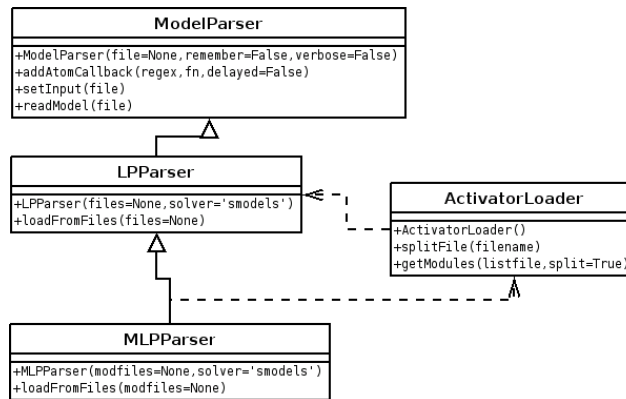 ModelParser
+ModelParser(file=None,remember=False,verbose=False)
+addAtomCallback(regex,fn,delayed=False)
+setInput(file)
+readModel(file)
LPParser
+LPParser(files=None,solver='smodels')
+loadFromFiles(files=None)
ActivatorLoader
+ActivatorLoader()
+splitFile(filename)
+getModules(listfile,split=True)
MLPParser
+MLPParser(modfiles=None,solver='smodels')
+loadFromFiles(modfiles=None)